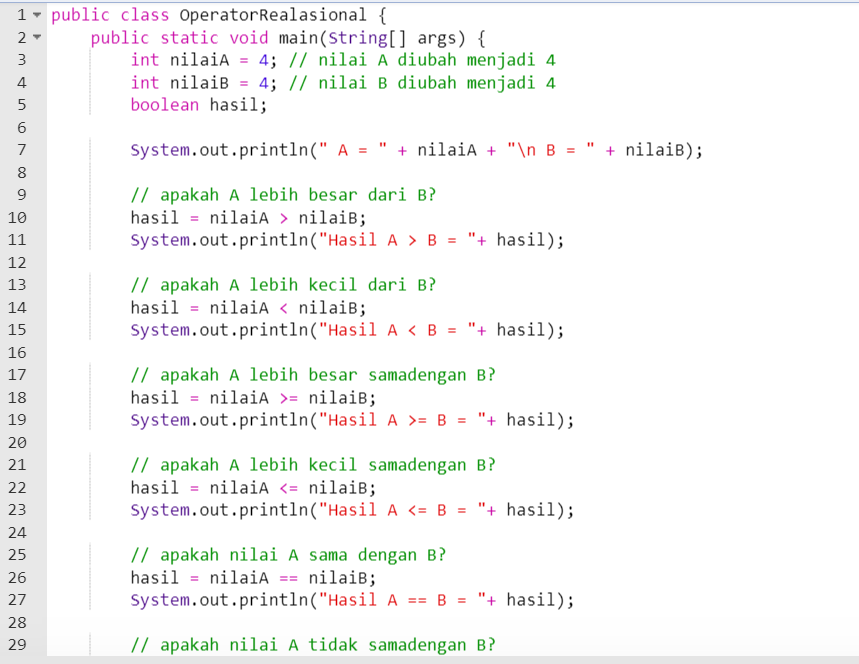 1 public class OperatorRealasional {
2 public static void main(String[] args) {
3 int nilaiA = 4; // nilai A diubah menjadi 4
4 int nilaiB = 4; // nilai B diubah menjadi 4
5 boolean hasil;
6
7 System.out.println(" A = " + nilaiA + "\n B = " + nilaiB);
8
9 // apakah A lebih besar dari B?
10 hasil = nilaiA > nilaiB;
11 System.out.println("Hasil A > B = "+ hasil);
12
13 // apakah A lebih kecil dari B?
14 hasil = nilaiA < nilaiB;
15 System.out.println("Hasil A < B = "+ hasil);
16
17 // apakah A lebih besar samadengan B?
18 hasil = nilaiA >= nilaiB;
19 System.out.println("Hasil A >= B = "+ hasil);
20
21 // apakah A lebih kecil samadengan B?
22 hasil = nilaiA <= nilaiB;
23 System.out.println("Hasil A <= B = "+ hasil);
24
25 // apakah nilai A sama dengan B?
26 hasil = nilaiA == nilaiB;
27 System.out.println("Hasil A == B = "+ hasil);
28
29 // apakah nilai A tidak samadengan B?